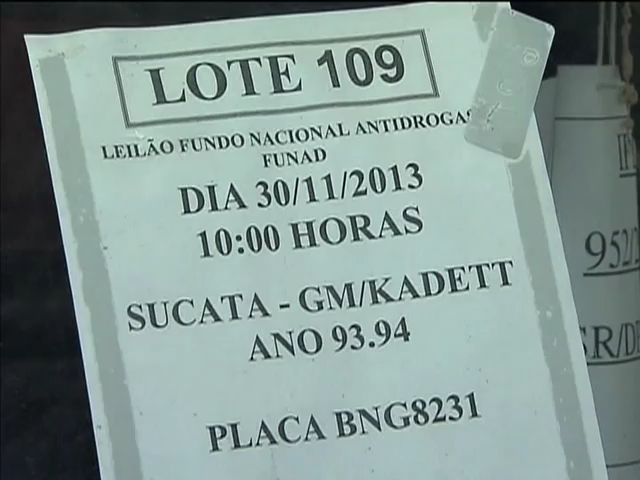 LOTE 109
LEILÃO FUNDO NACIONAL ANTIDROGAS
FUNAD
DIA 30/11/2013
10:00 HORAS
SUCATA - GM/KADETT
ANO 93.94
PLACA BNG8231